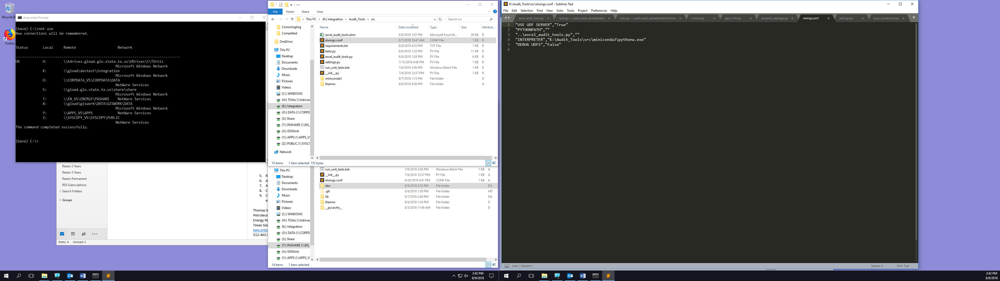 Recycle Bi
Firefox
Anaconda Prompt
(base) C:\>net use
New connections will be remembered.
Status Local Remote Network
-------------------------------------------------------------------------------
OK H: \\hdrives.gload.glo.state.tx.us\HDrives\t\TOrtiz
Microsoft Windows Network
K: \\gload\devtest\integration
Microsoft Windows Network
O: \\CORPDATA_VS\CORPDATA\DATA
NetWare Services
S: \\gload.glo.state.tx.us\share\share
Microsoft Windows Network
T: \\EN_VS\ENERGY\PASHARE NetWare Services
X: \\gload\giswork\DATA\GISWORK\DATA
Microsoft Windows Network
Y: \\APPS_VS\APPS NetWare Services
Z: \\SYSCOPY_VS\SYSCOPY\PUBLIC
NetWare Services
The command completed successfully.
(base) C:\>
Retain 2 Years
Retain 5 Years
Retain Permanent
RSS Subscriptions
Search Folders
Groups
Items: 4 Unread: 2
5. R
6. A
7. A
8. C
9. C
e
Thomas M
Petroleum
Energy Re
Texas Gen
tom.ortiz
512-463-5
src
File Home Share View
This PC > (K:) Integration > Audit_Tools > src
Search src
Commingling
Completed
OneDrive
This PC
Desktop
Documents
Downloads
Music
Pictures
Videos
(C:) WINDOWS
(H:) TOrtiz (\\hdrives
(K:) Integration
(O:) DATA (\\CORPD
(S:) Share
(T:) PASHARE (\\EN_
(X:) GISWork
(Y:) APPS (\\APPS_VS
(Z:) PUBLIC (\\SYSCO
Network
Name Date modified Type Size Attribut...
excel_audit_tools.xlsm 8/8/2018 1:07 PM Microsoft Excel M... 29 KB R
xlwings.conf 8/7/2018 10:47 AM CONF File 1 KB R
requirements.txt 8/6/2018 4:55 PM TXT File 1 KB R
tests.py 8/6/2018 1:33 PM PY File 11 KB R
excel_audit_tools.py 8/6/2018 1:29 PM PY File 6 KB R
settings.py 7/13/2018 4:48 PM PY File 1 KB R
run_unit_tests.bat 7/6/2018 3:56 PM Windows Batch File 1 KB R
__init__.py 7/6/2018 12:57 PM PY File 1 KB R
miniconda3 8/7/2018 1:15 PM File folder D
thermo 8/6/2018 4:58 PM File folder D
10 items 1 item selected 153 bytes
This PC
Desktop
Documents
Downloads
Music
Pictures
Videos
(C:) WINDOWS
(H:) TOrtiz (\\hdrives
(K:) Integration
(O:) DATA (\\CORPD
(S:) Share
(T:) PASHARE (\\EN_
(X:) GISWork
(Y:) APPS (\\APPS_VS
run_unit_tests.bat 7/6/2018 3:56 PM Windows Batch File 1 KB A
__init__.py 7/6/2018 12:57 PM PY File 1 KB A
xlwings.conf 6/29/2018 4:01 PM CONF File 1 KB A
doc 8/9/2018 2:32 PM File folder DA
.git 8/8/2018 1:39 PM File folder HD
lib 8/7/2018 2:46 PM File folder DA
thermo 8/6/2018 1:34 PM File folder D
__pycache__ 8/3/2018 11:46 AM File folder D
14 items 1 item selected
K:\Audit_Tools\src\xlwings.conf - Sublime Text
File Edit Selection Find View Goto Tools Project Preferences Help
excel_audit_tools.py tests.py — audit-excel-spreadsheets tests.py — audit-excel-spreadsheets\thermo mixture.py gpa_2145.py property_package.py xlwings.conf settings.py pure_component.py
1 "USE UDF SERVER","True"
2 "PYTHONPATH",""
3 "..\excel_audit_tools.py",""
4 "INTERPRETER","K:\Audit_Tools\src\miniconda3\pythonw.exe"
5 "DEBUG UDFS","False"
6
Line 1, Column 1 Spaces: 4 Plain Text
2:42 PM
8/9/2018
2:42 PM
8/9/2018